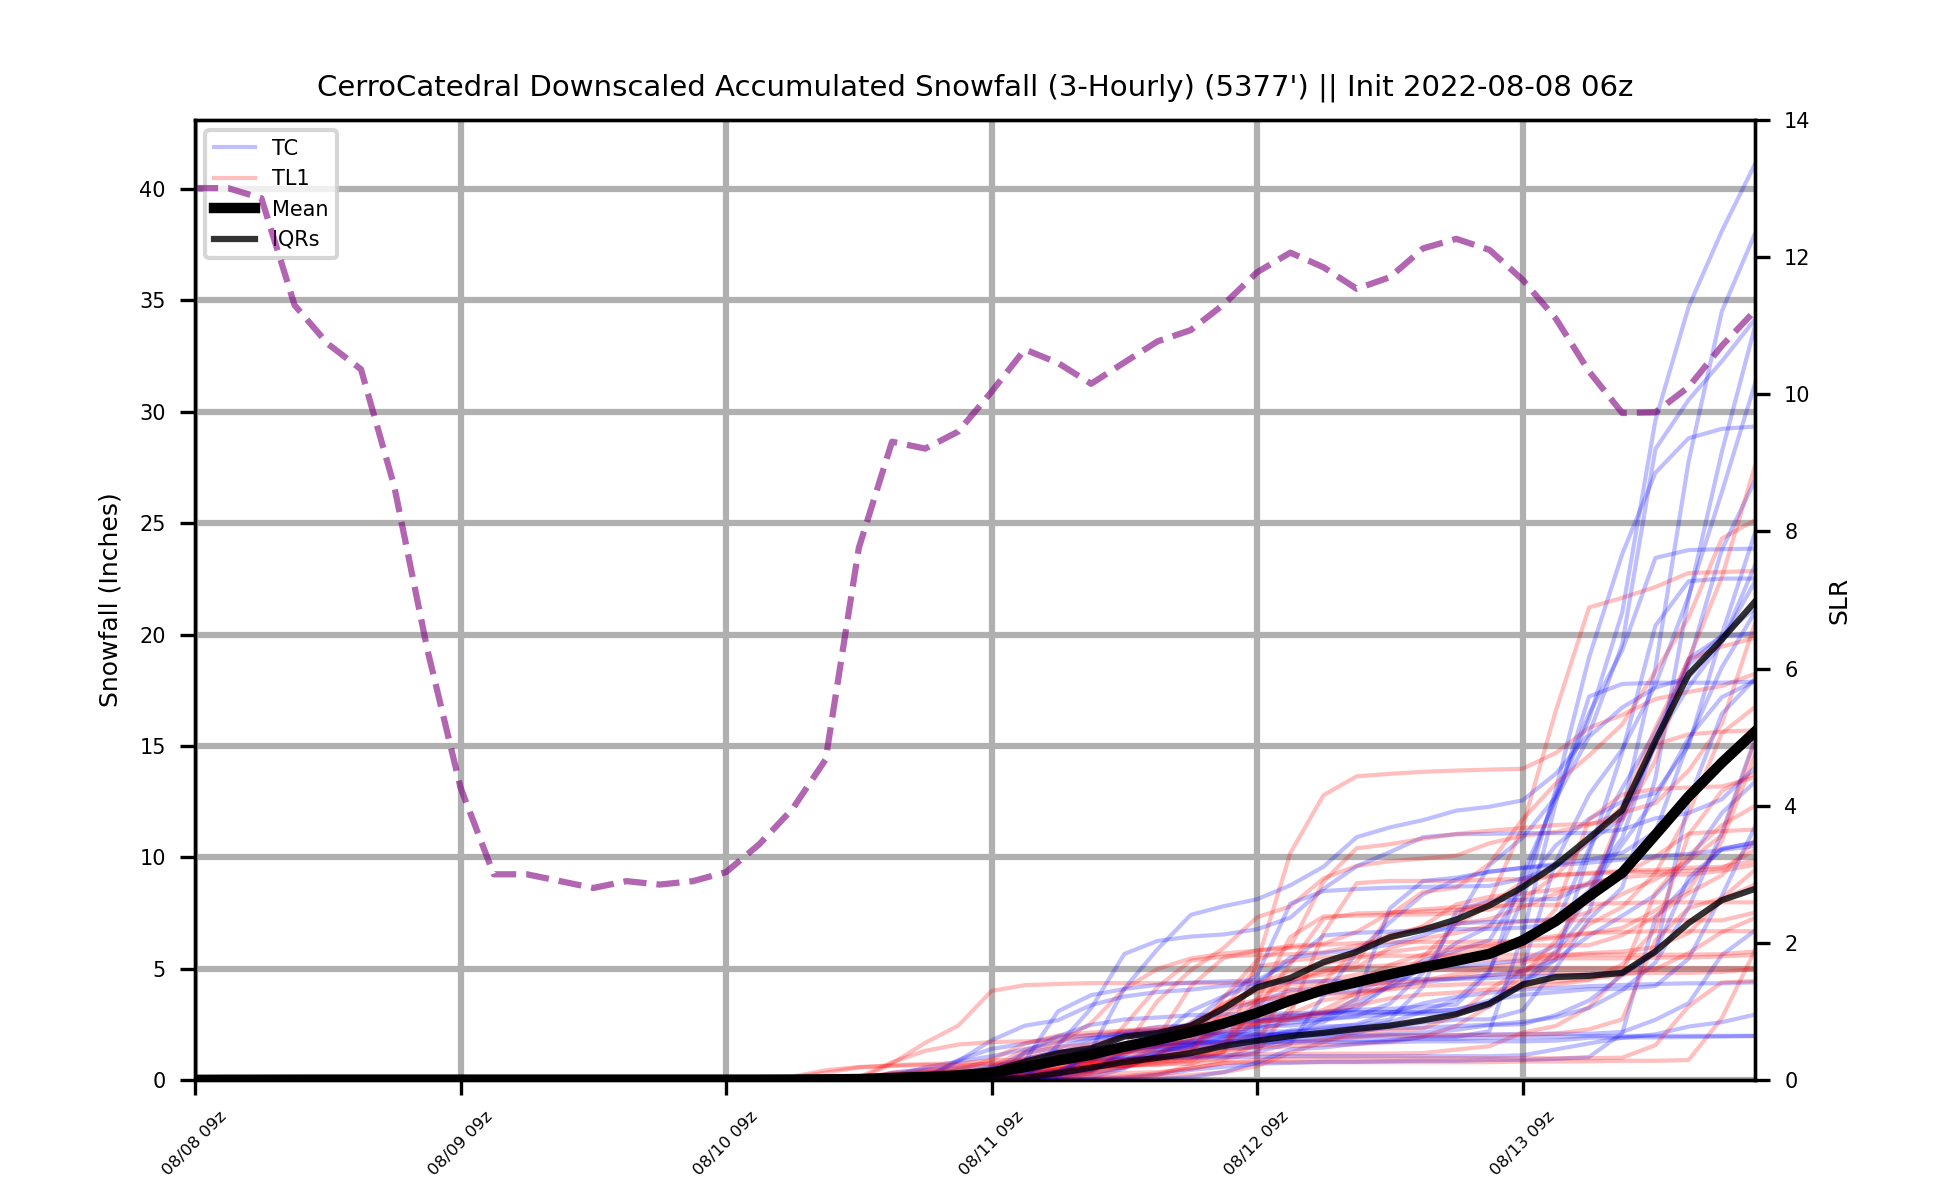 CerroCatedral Downscaled Accumulated Snowfall (3-Hourly) (5377') || Init 2022-08-08 06z
TC
TL1
Mean
IQRs
40
35
30
25
20
15
10
5
0
Snowfall (Inches)
14
12
10
8
6
4
2
0
SLR
08/08 09z
08/09 09z
08/10 09z
08/11 09z
08/12 09z
08/13 09z